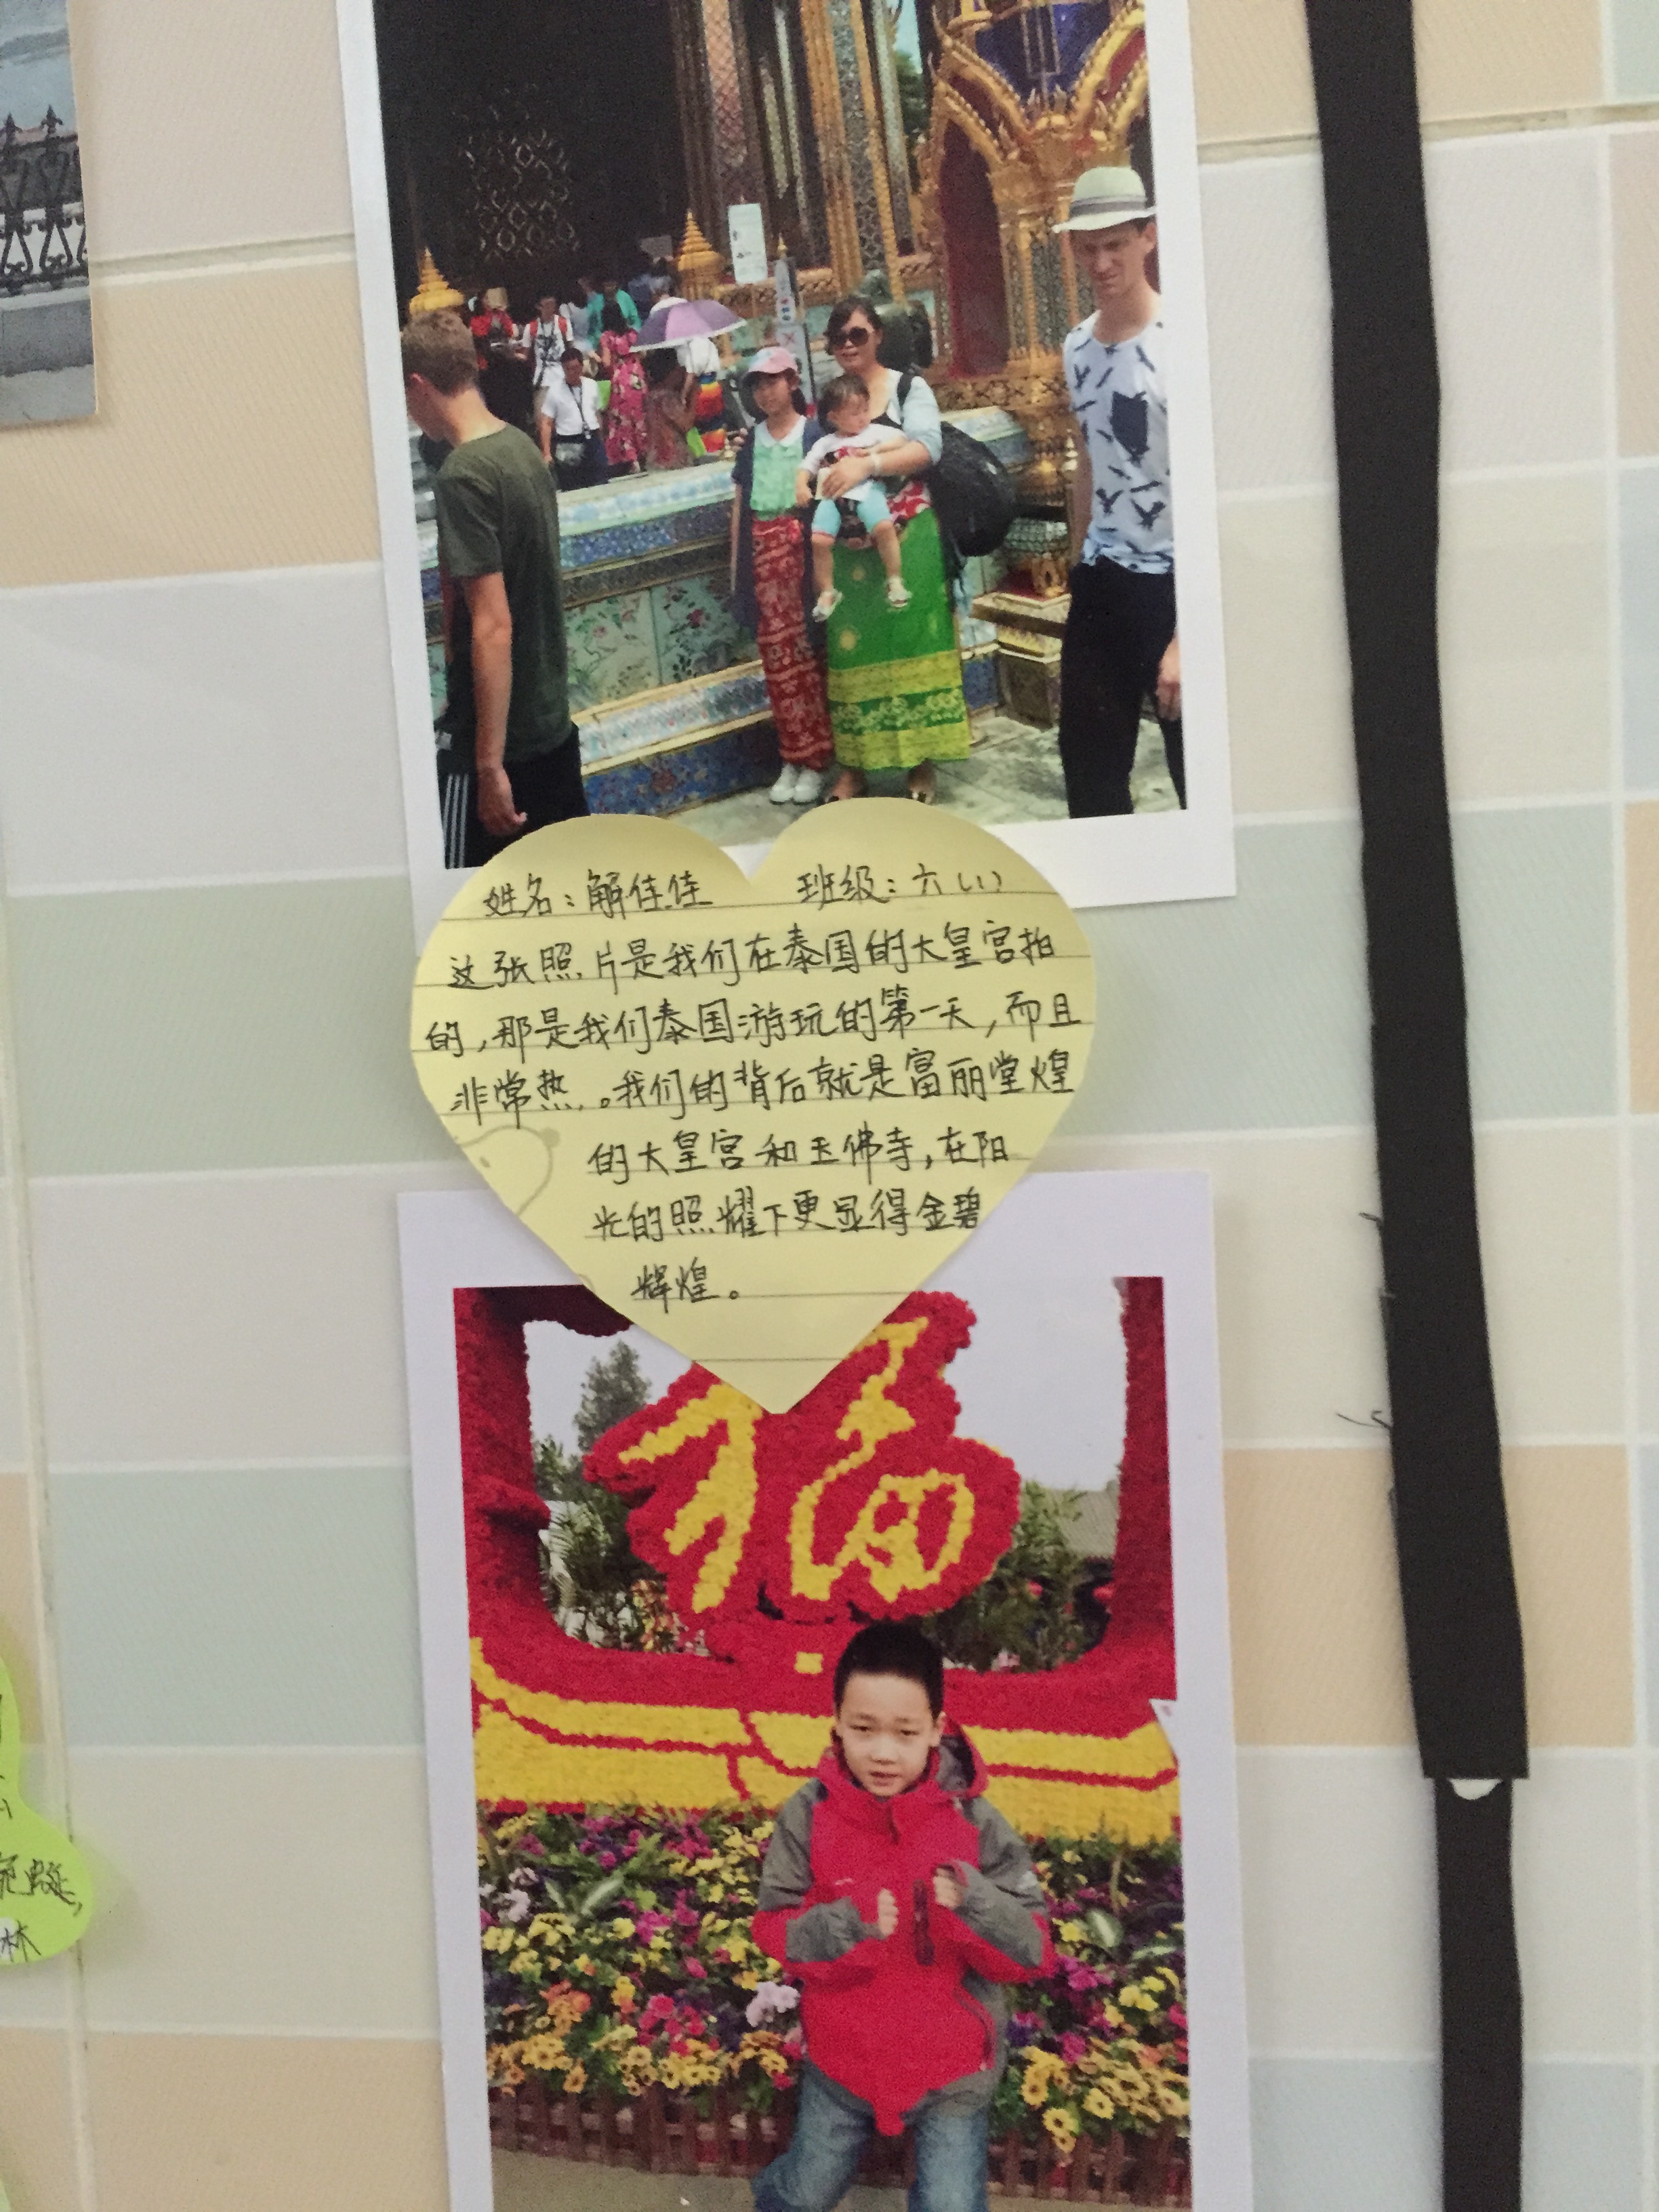 姓名：解佳佳 班级：六（1）
这张照片是我们在泰国的大皇宫拍
的，那是我们泰国游玩的第一天，而且
非常热。我们的背后就是富丽堂煌
的大皇宫和玉佛寺，在阳
光的照耀下更显得金碧
辉煌。
福
蜿蜒，
林